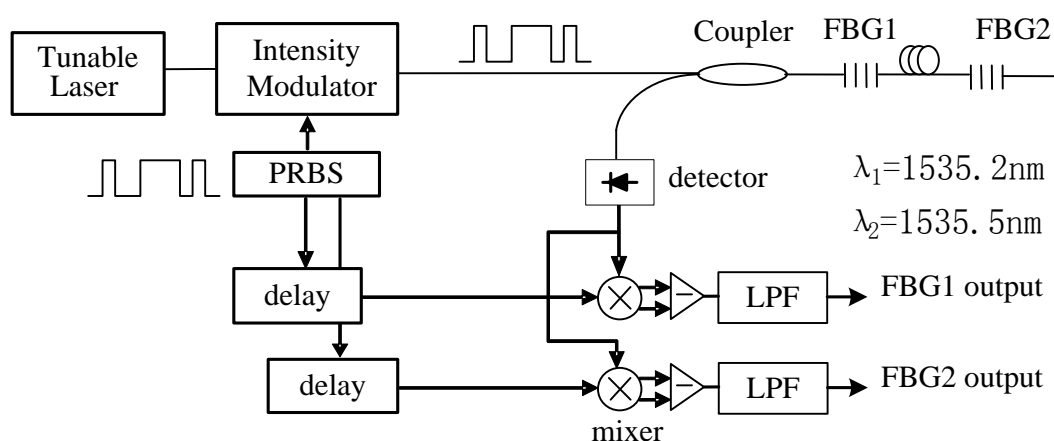 Tunable
Laser
Intensity
Modulator
Coupler
FBG1
FBG2
PRBS
detector
λ1=1535.2nm
λ2=1535.5nm
delay
LPF
FBG1 output
delay
LPF
FBG2 output
mixer